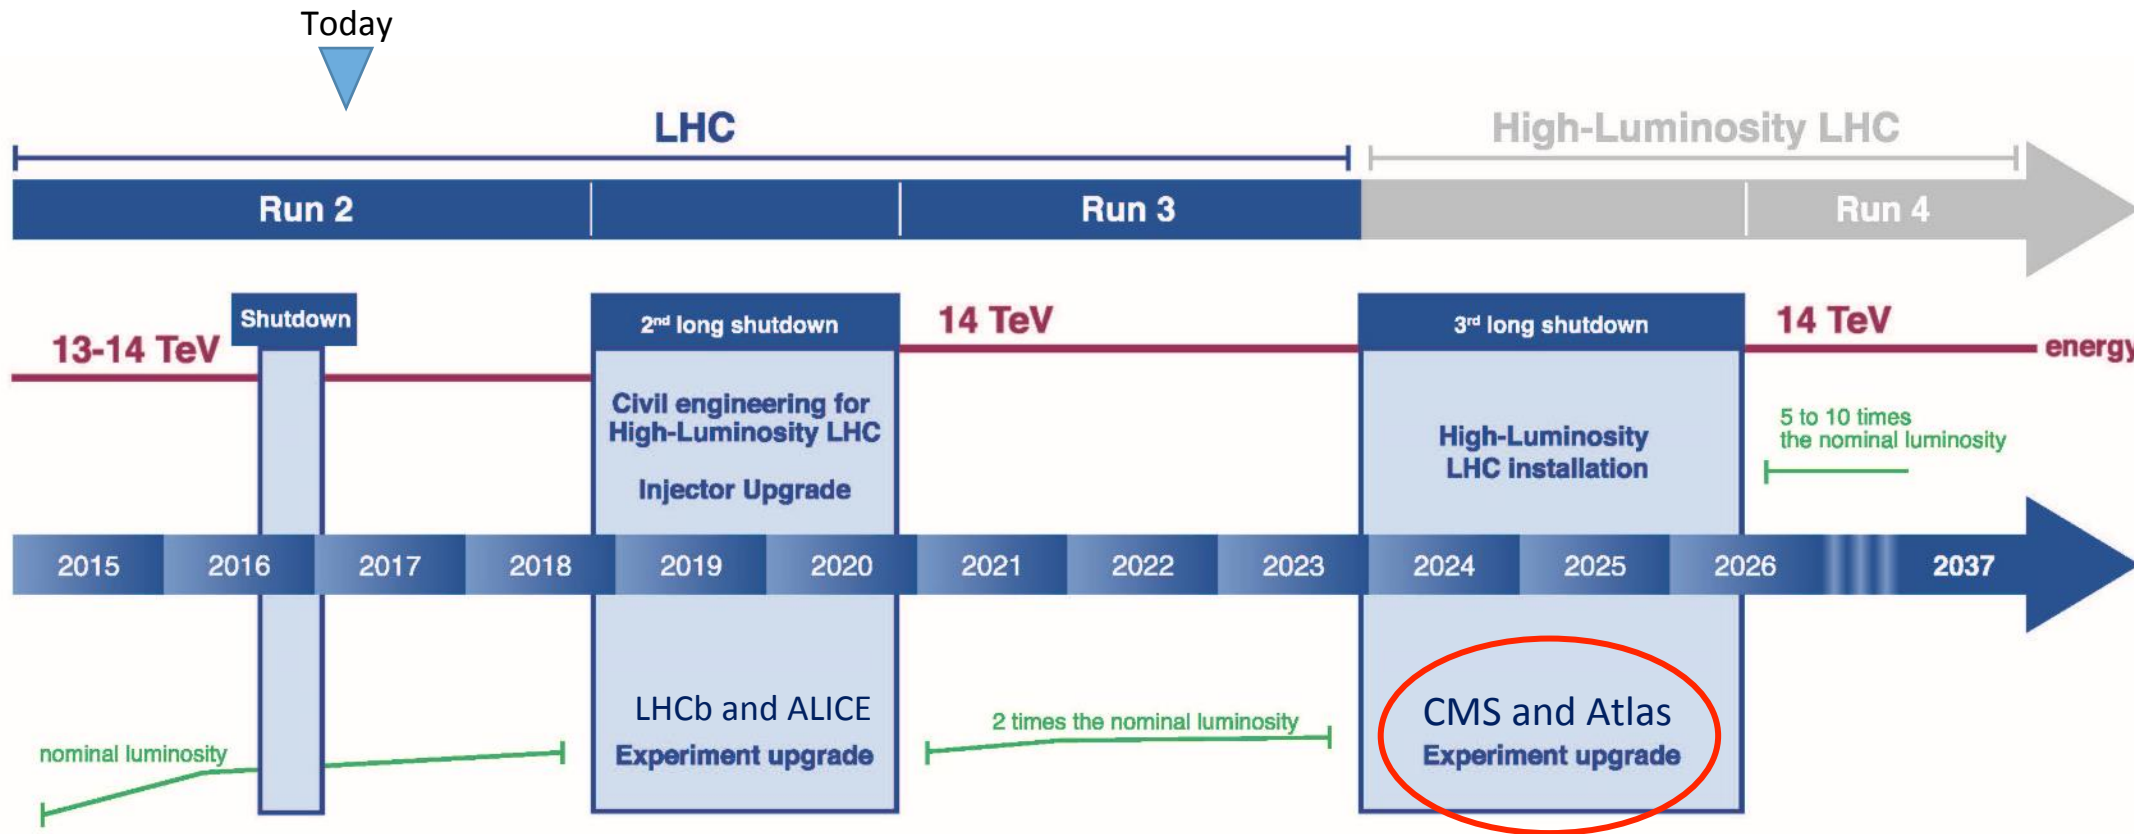 Today
LHC
High-Luminosity LHC
Run 2
Run 3
Run 4
Shutdown
13-14 TeV
2nd long shutdown
14 TeV
3rd long shutdown
14 TeV
energy
Civil engineering for
High-Luminosity LHC
Injector Upgrade
High-Luminosity
LHC installation
5 to 10 times
the nominal luminosity
2015 2016 2017 2018 2019 2020 2021 2022 2023 2024 2025 2026 2037
nominal luminosity
LHCb and ALICE
Experiment upgrade
2 times the nominal luminosity
CMS and Atlas
Experiment upgrade